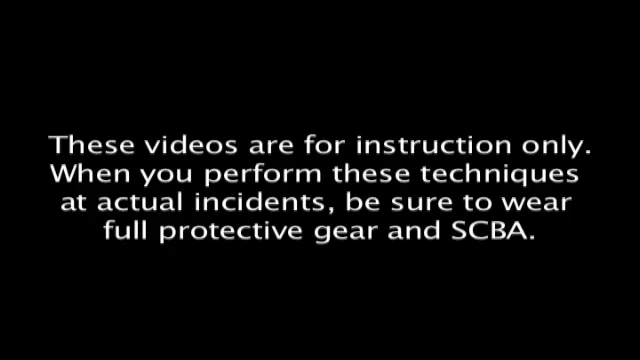 These videos are for instruction only.
When you perform these techniques
at actual incidents, be sure to wear
full protective gear and SCBA.